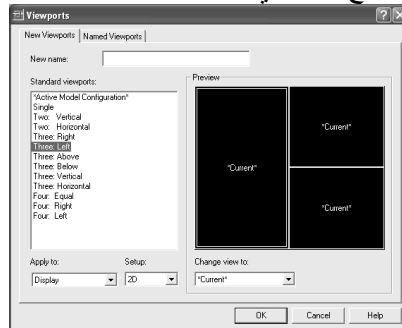 Viewports
New Viewports
Named Viewports
New name:
Standard viewports:
*Active Model Configuration*
Single
Two: Vertical
Two: Horizontal
Three: Right
Three: Left
Three: Above
Three: Below
Three: Vertical
Three: Horizontal
Four: Equal
Four: Right
Four: Left
Preview
*Current*
*Current*
*Current*
Apply to:
Setup:
Change view to:
Display
2D
*Current*
OK
Cancel
Help